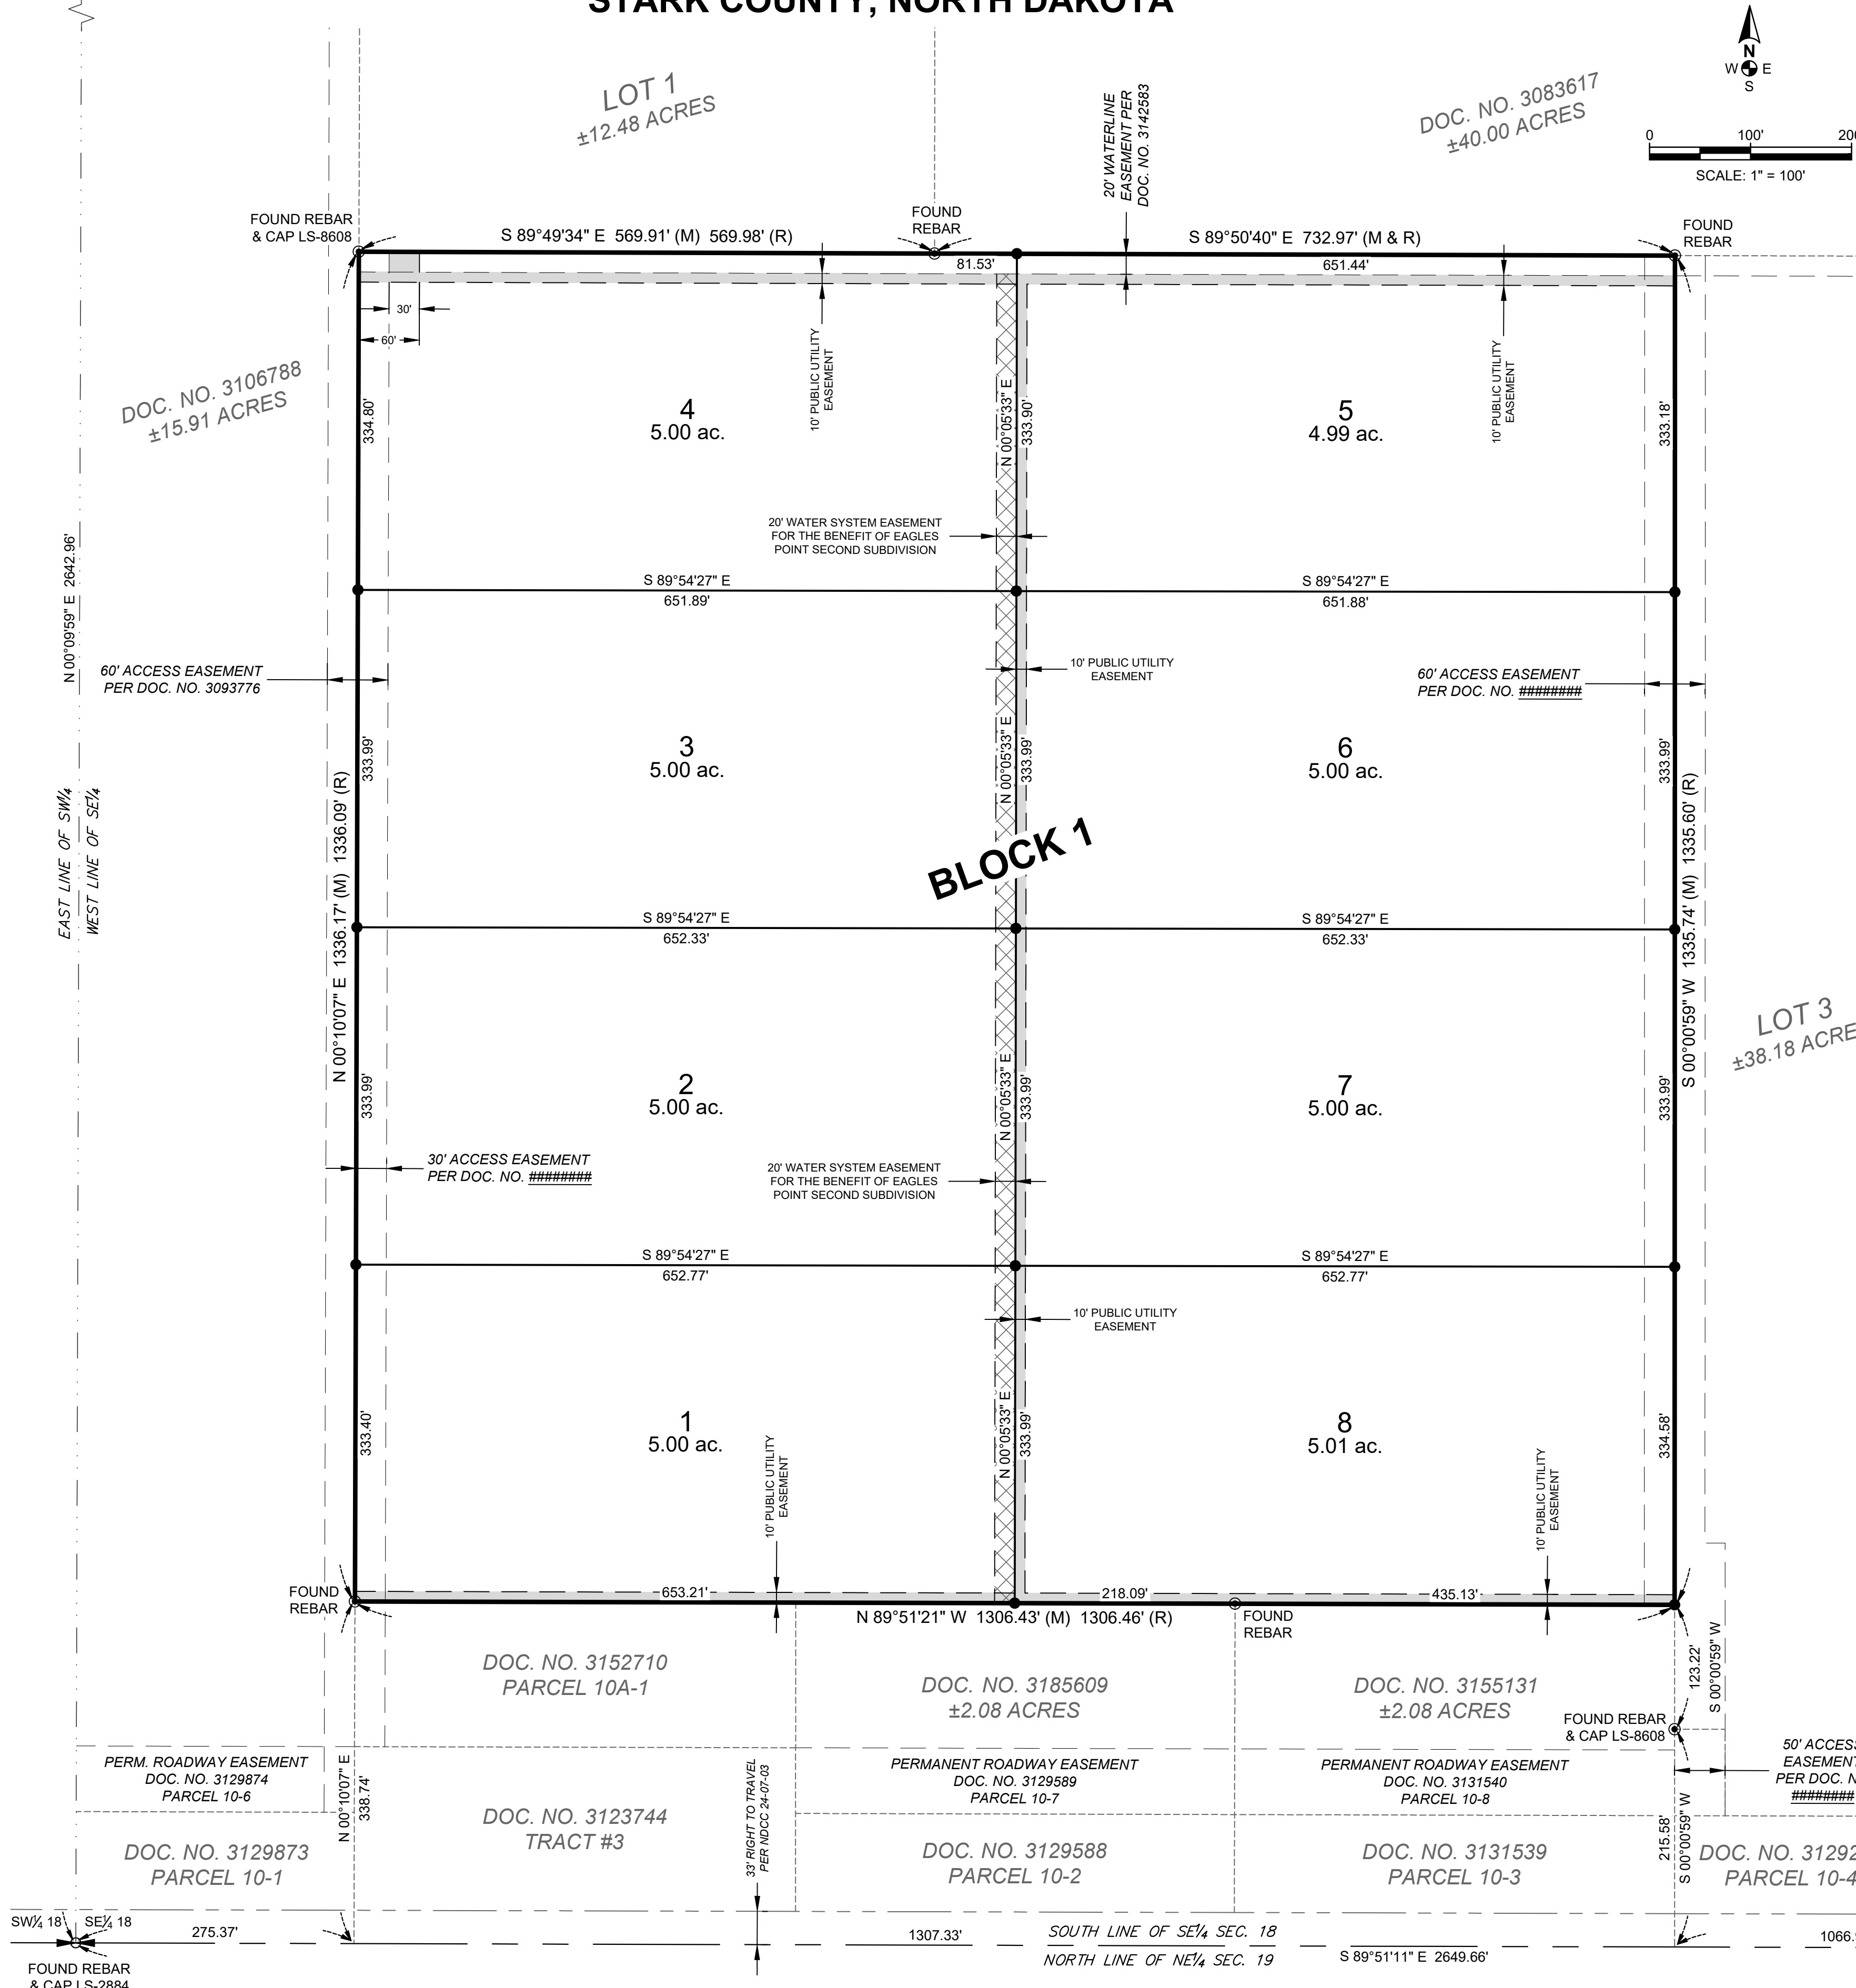 STARK COUNTY, NORTH DAKOTA
N
W E
S
0 100' 200
SCALE: 1" = 100'
LOT 1
±12.48 ACRES
20' WATERLINE
EASEMENT PER
DOC. NO. 3142583
DOC. NO. 3083617
±40.00 ACRES
FOUND REBAR
& CAP LS-8608
S 89°49'34" E 569.91' (M) 569.98' (R)
FOUND
REBAR
S 89°50'40" E 732.97' (M & R)
FOUND
REBAR
81.53'
651.44'
30'
60'
10' PUBLIC UTILITY
EASEMENT
10' PUBLIC UTILITY
EASEMENT
DOC. NO. 3106788
±15.91 ACRES
334.80'
4
5.00 ac.
N 00°05'33" E
333.90'
5
4.99 ac.
333.18'
20' WATER SYSTEM EASEMENT
FOR THE BENEFIT OF EAGLES
POINT SECOND SUBDIVISION
N 00°09'59" E 2642.96'
S 89°54'27" E
651.89'
S 89°54'27" E
651.88'
60' ACCESS EASEMENT
PER DOC. NO. 3093776
10' PUBLIC UTILITY
EASEMENT
60' ACCESS EASEMENT
PER DOC. NO. ########
333.99'
3
5.00 ac.
N 00°05'33" E
333.99'
6
5.00 ac.
333.99'
EAST LINE OF SW¼
WEST LINE OF SE¼
N 00°10'07" E 1336.17' (M) 1336.09' (R)
BLOCK 1
S 00°00'59" W 1335.74' (M) 1335.60' (R)
S 89°54'27" E
652.33'
S 89°54'27" E
652.33'
LOT 3
±38.18 ACRE
333.99'
2
5.00 ac.
N 00°05'33" E
333.99'
7
5.00 ac.
333.99'
30' ACCESS EASEMENT
PER DOC. NO. ########
20' WATER SYSTEM EASEMENT
FOR THE BENEFIT OF EAGLES
POINT SECOND SUBDIVISION
S 89°54'27" E
652.77'
S 89°54'27" E
652.77'
10' PUBLIC UTILITY
EASEMENT
333.40'
1
5.00 ac.
N 00°05'33" E
333.99'
8
5.01 ac.
334.58'
10' PUBLIC UTILITY
EASEMENT
10' PUBLIC UTILITY
EASEMENT
FOUND
REBAR
653.21'
218.09'
435.13'
N 89°51'21" W 1306.43' (M) 1306.46' (R)
FOUND
REBAR
DOC. NO. 3152710
PARCEL 10A-1
DOC. NO. 3185609
±2.08 ACRES
DOC. NO. 3155131
±2.08 ACRES
123.22'
S 00°00'59" W
FOUND REBAR
& CAP LS-8608
PERM. ROADWAY EASEMENT
DOC. NO. 3129874
PARCEL 10-6
PERMANENT ROADWAY EASEMENT
DOC. NO. 3129589
PARCEL 10-7
PERMANENT ROADWAY EASEMENT
DOC. NO. 3131540
PARCEL 10-8
50' ACCESS
EASEMENT
PER DOC. N
########
N 00°10'07" E
338.74'
DOC. NO. 3123744
TRACT #3
33' RIGHT TO TRAVEL
PER NDCC 24-07-03
DOC. NO. 3129873
PARCEL 10-1
DOC. NO. 3129588
PARCEL 10-2
DOC. NO. 3131539
PARCEL 10-3
215.58'
S 00°00'59" W
DOC. NO. 31292
PARCEL 10-4
SW¼ 18 SE¼ 18
275.37'
1307.33'
SOUTH LINE OF SE¼ SEC. 18
NORTH LINE OF NE¼ SEC. 19
S 89°51'11" E 2649.66'
1066.9
FOUND REBAR
& CAP LS-2884